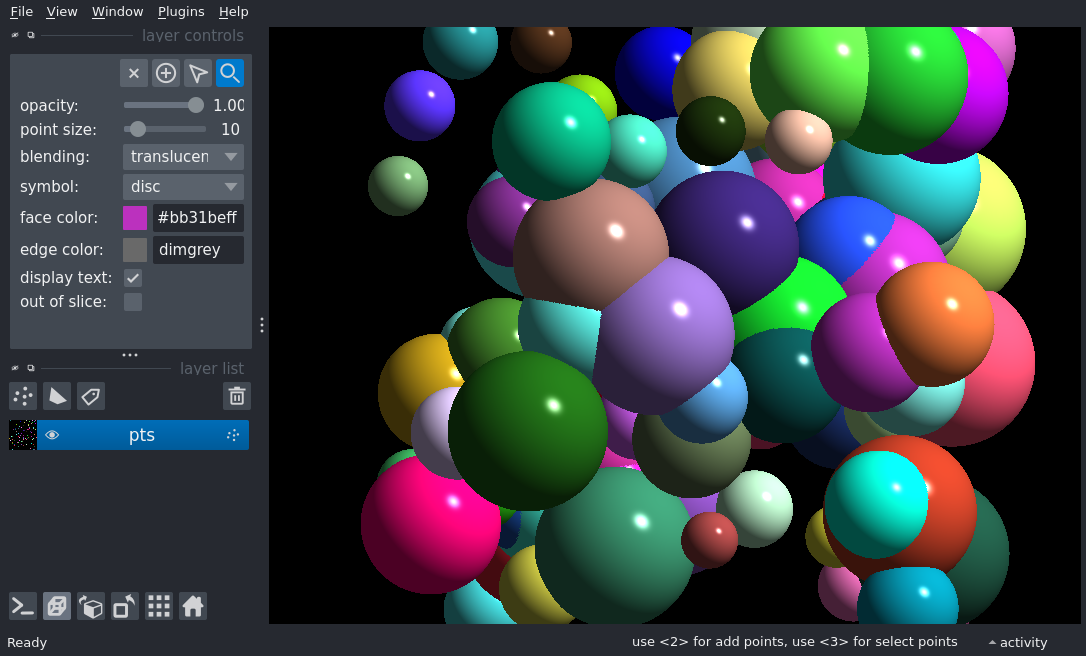 File View Window Plugins Help
layer controls
opacity: 1.00
point size: 10
blending: translucen
symbol: disc
face color: #bb31beff
edge color: dimgrey
display text:
out of slice:
layer list
pts
Ready
use <2> for add points, use <3> for select points
activity